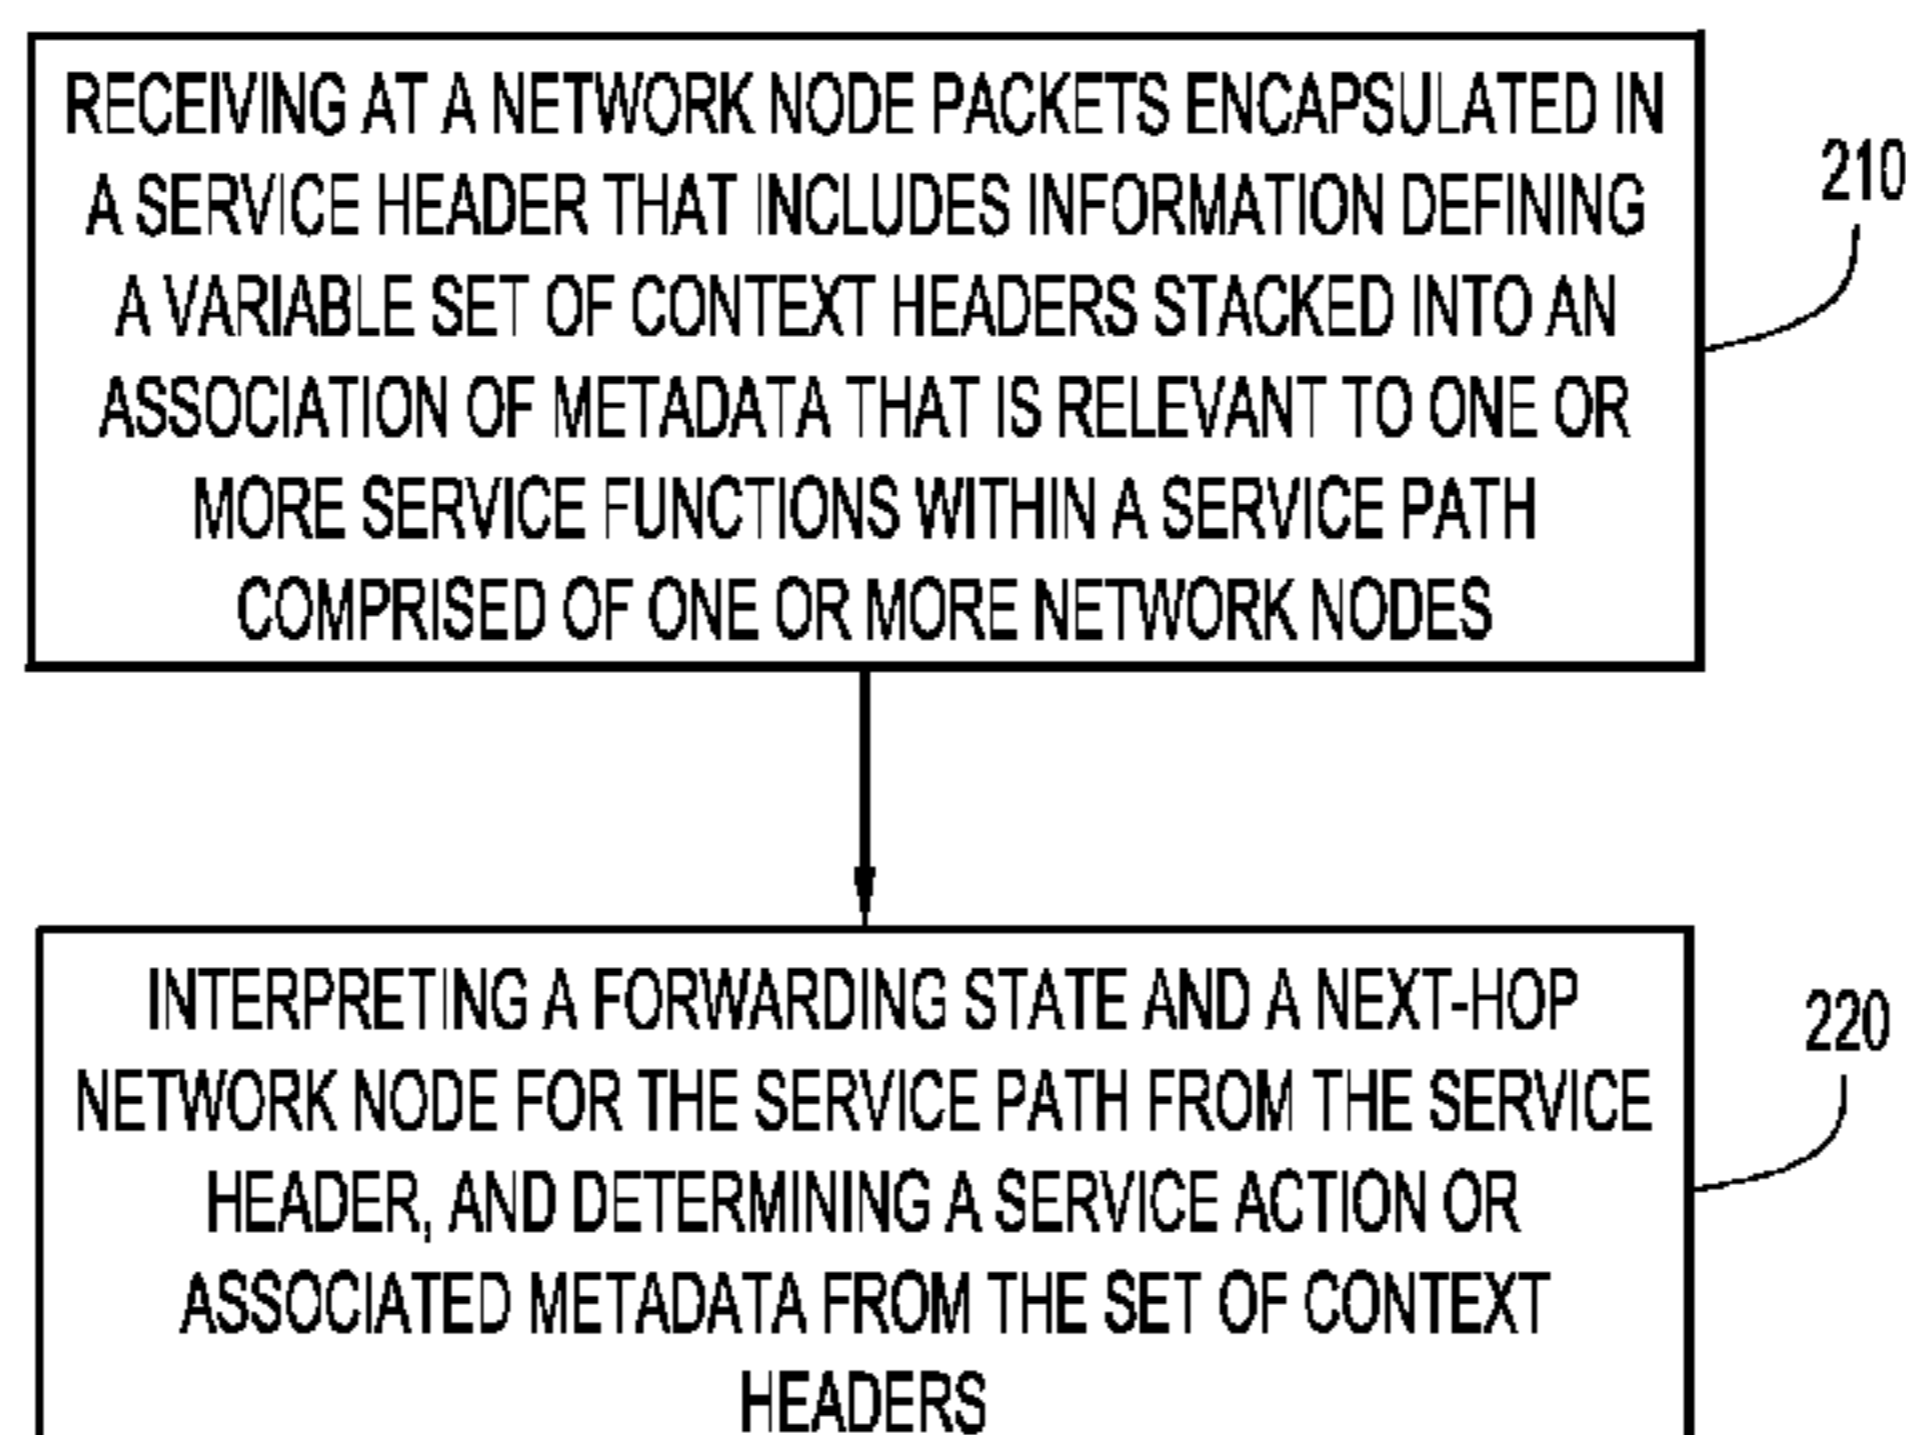 RECEIVING AT A NETWORK NODE PACKETS ENCAPSULATED IN
A SERVICE HEADER THAT INCLUDES INFORMATION DEFINING
A VARIABLE SET OF CONTEXT HEADERS STACKED INTO AN
ASSOCIATION OF METADATA THAT IS RELEVANT TO ONE OR
MORE SERVICE FUNCTIONS WITHIN A SERVICE PATH
COMPRISED OF ONE OR MORE NETWORK NODES
210
INTERPRETING A FORWARDING STATE AND A NEXT-HOP
NETWORK NODE FOR THE SERVICE PATH FROM THE SERVICE
HEADER, AND DETERMINING A SERVICE ACTION OR
ASSOCIATED METADATA FROM THE SET OF CONTEXT
HEADERS
220